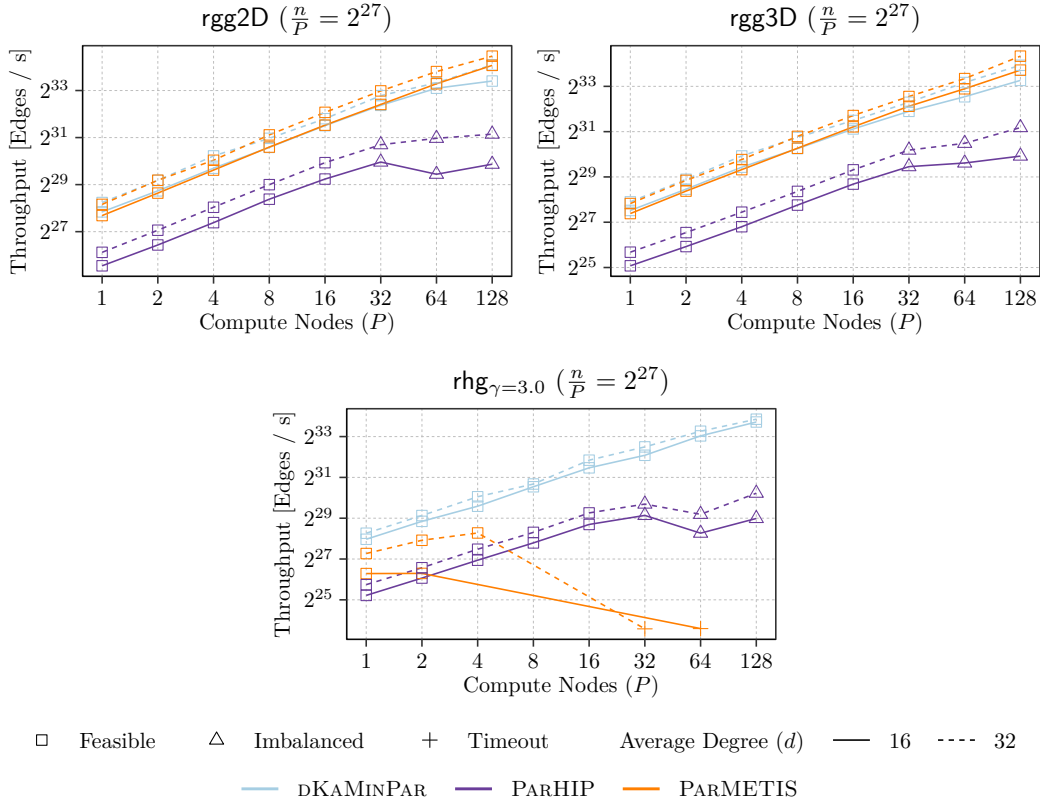 rgg2D (n/P = 2^27)
Throughput [Edges / s]
2^33
2^31
2^29
2^27
1 2 4 8 16 32 64 128
Compute Nodes (P)
rgg3D (n/P = 2^27)
Throughput [Edges / s]
2^33
2^31
2^29
2^27
2^25
1 2 4 8 16 32 64 128
Compute Nodes (P)
rhg_γ=3.0 (n/P = 2^27)
Throughput [Edges / s]
2^33
2^31
2^29
2^27
2^25
1 2 4 8 16 32 64 128
Compute Nodes (P)
Feasible Imbalanced Timeout Average Degree (d) 16 32
DKAMINPAR PARHIP PARMETIS